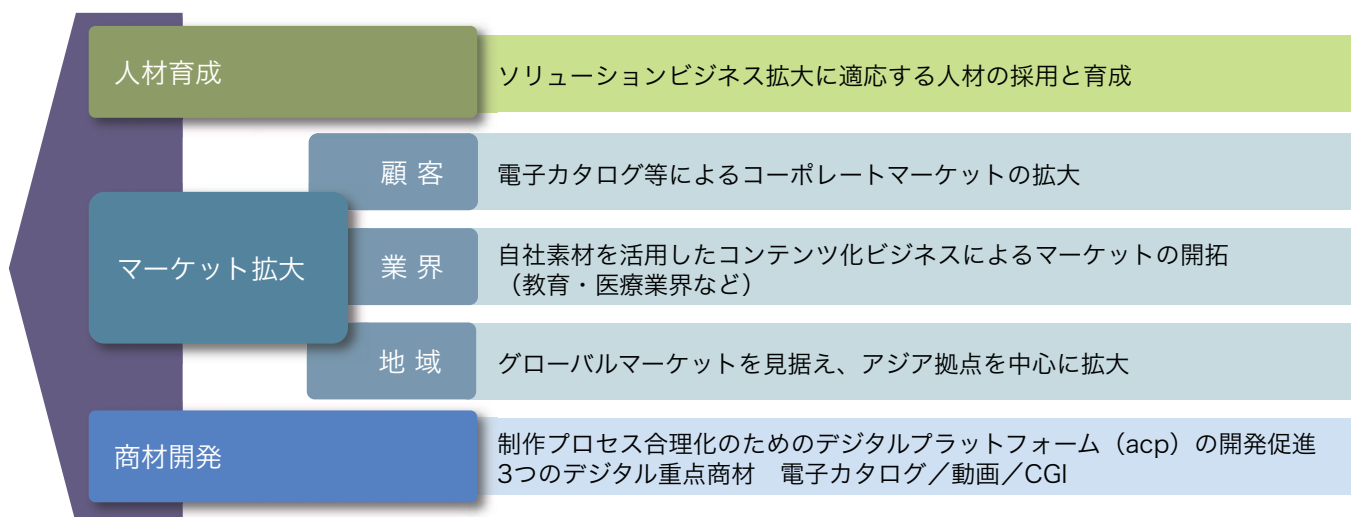 人材育成
ソリューションビジネス拡大に適応する人材の採用と育成
マーケット拡大
顧 客
電子カタログ等によるコーポレートマーケットの拡大
業 界
自社素材を活用したコンテンツ化ビジネスによるマーケットの開拓
（教育・医療業界など）
地 域
グローバルマーケットを見据え、アジア拠点を中心に拡大
商材開発
制作プロセス合理化のためのデジタルプラットフォーム（acp）の開発促進
3つのデジタル重点商材　電子カタログ／動画／CGI